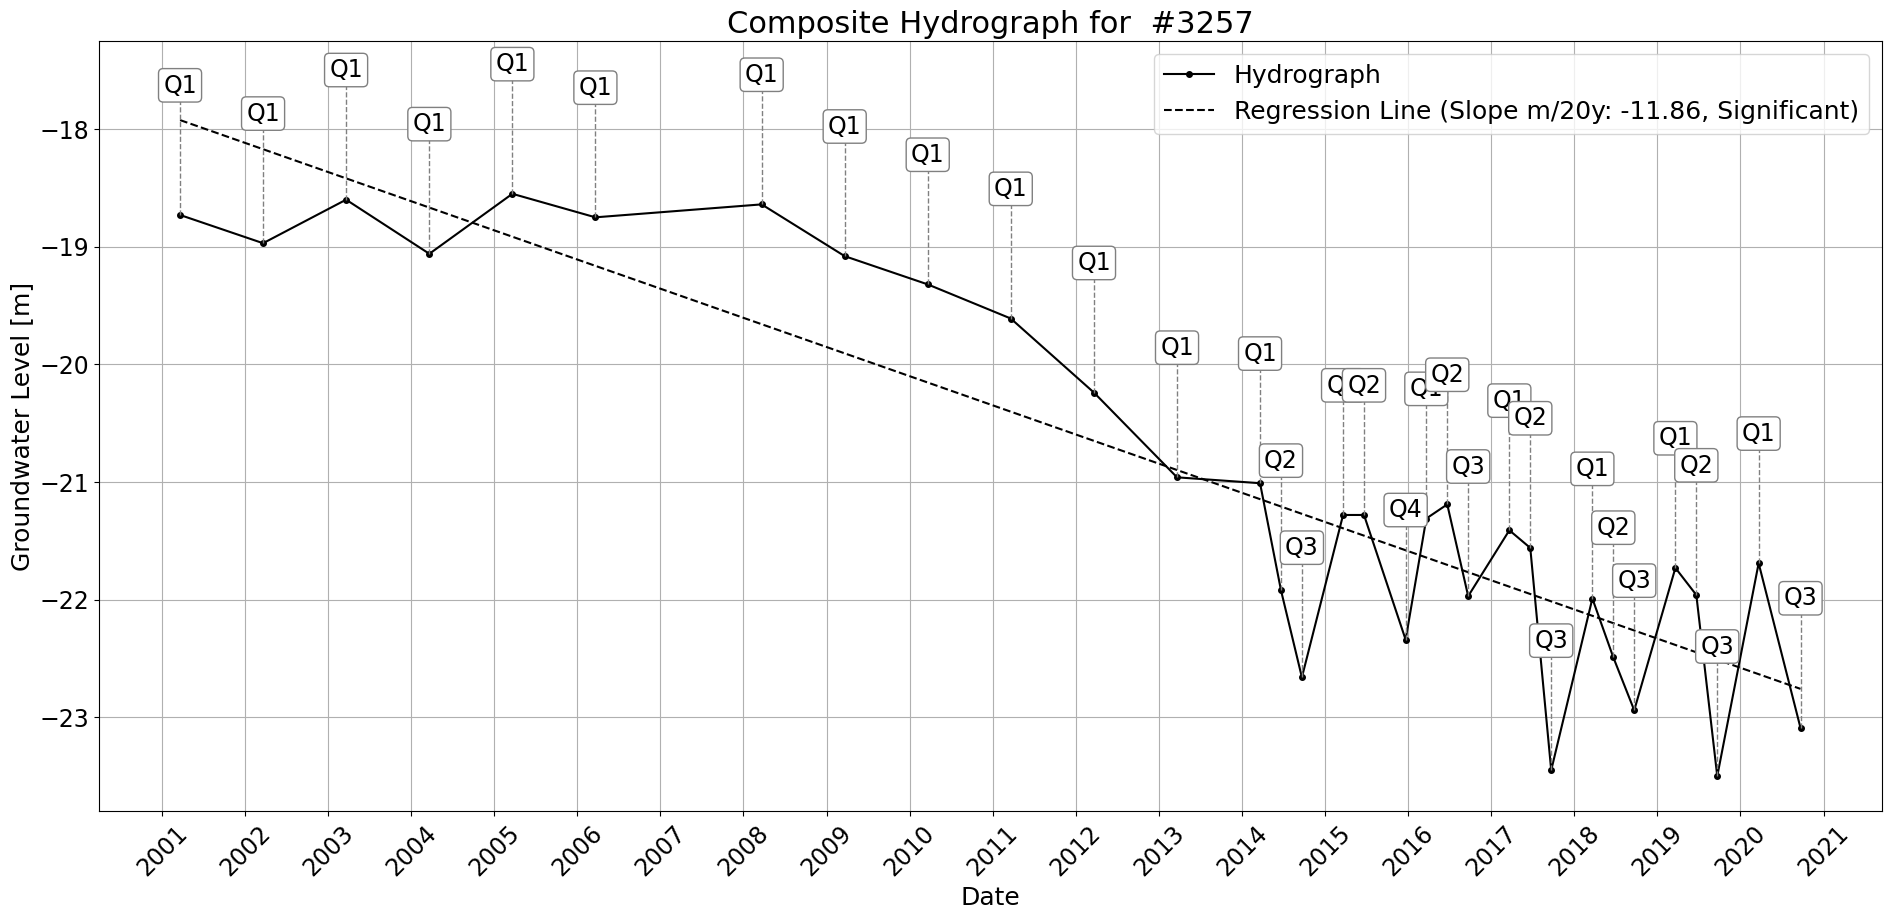 Composite Hydrograph for #3257
Hydrograph
Regression Line (Slope m/20y: -11.86, Significant)
Groundwater Level [m]
−18
−19
−20
−21
−22
−23
Q1
Q1
Q1
Q1
Q1
Q1
Q1
Q1
Q1
Q1
Q1
Q1
Q1
Q2
Q3
Q2
Q4
Q1
Q2
Q3
Q1
Q2
Q3
Q1
Q2
Q3
Q1
Q2
Q3
Q1
Q3
2001
2002
2003
2004
2005
2006
2007
2008
2009
2010
2011
2012
2013
2014
2015
2016
2017
2018
2019
2020
2021
Date